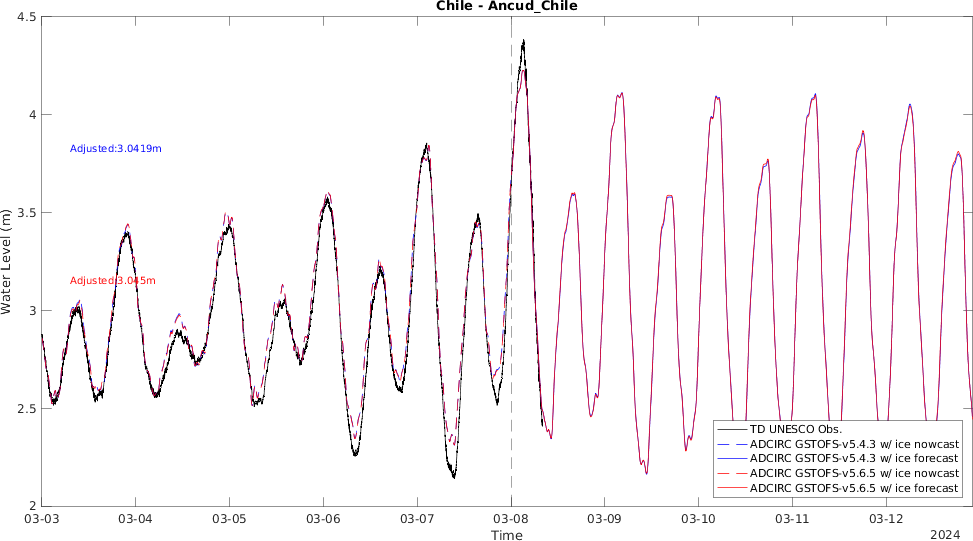 Chile - Ancud_Chile
4.5
4
3.5
3
2.5
2
Water Level (m)
Adjusted:3.0419m
Adjusted:3.045m
TD UNESCO Obs.
ADCIRC GSTOFS-v5.4.3 w/ ice nowcast
ADCIRC GSTOFS-v5.4.3 w/ ice forecast
ADCIRC GSTOFS-v5.6.5 w/ ice nowcast
ADCIRC GSTOFS-v5.6.5 w/ ice forecast
03-03 03-04 03-05 03-06 03-07 03-08 03-09 03-10 03-11 03-12
Time
2024